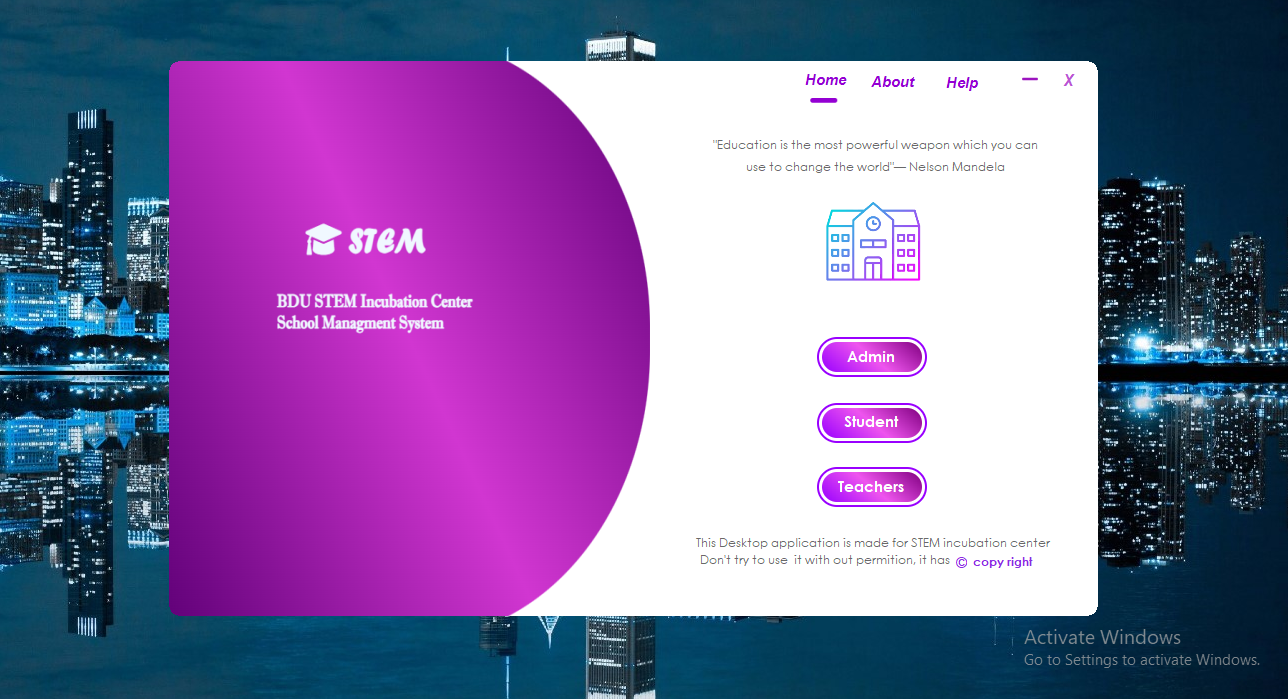 Home About Help X
"Education is the most powerful weapon which you can
use to change the world"— Nelson Mandela
STEM
BDU STEM Incubation Center
School Managment System
Admin
Student
Teachers
This Desktop application is made for STEM incubation center
Don't try to use it with out permition, it has © copy right
Activate Windows
Go to Settings to activate Windows.